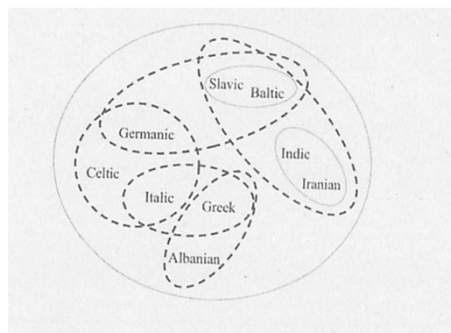 Slavic
Baltic
Germanic
Indic
Celtic
Iranian
Italic
Greek
Albanian